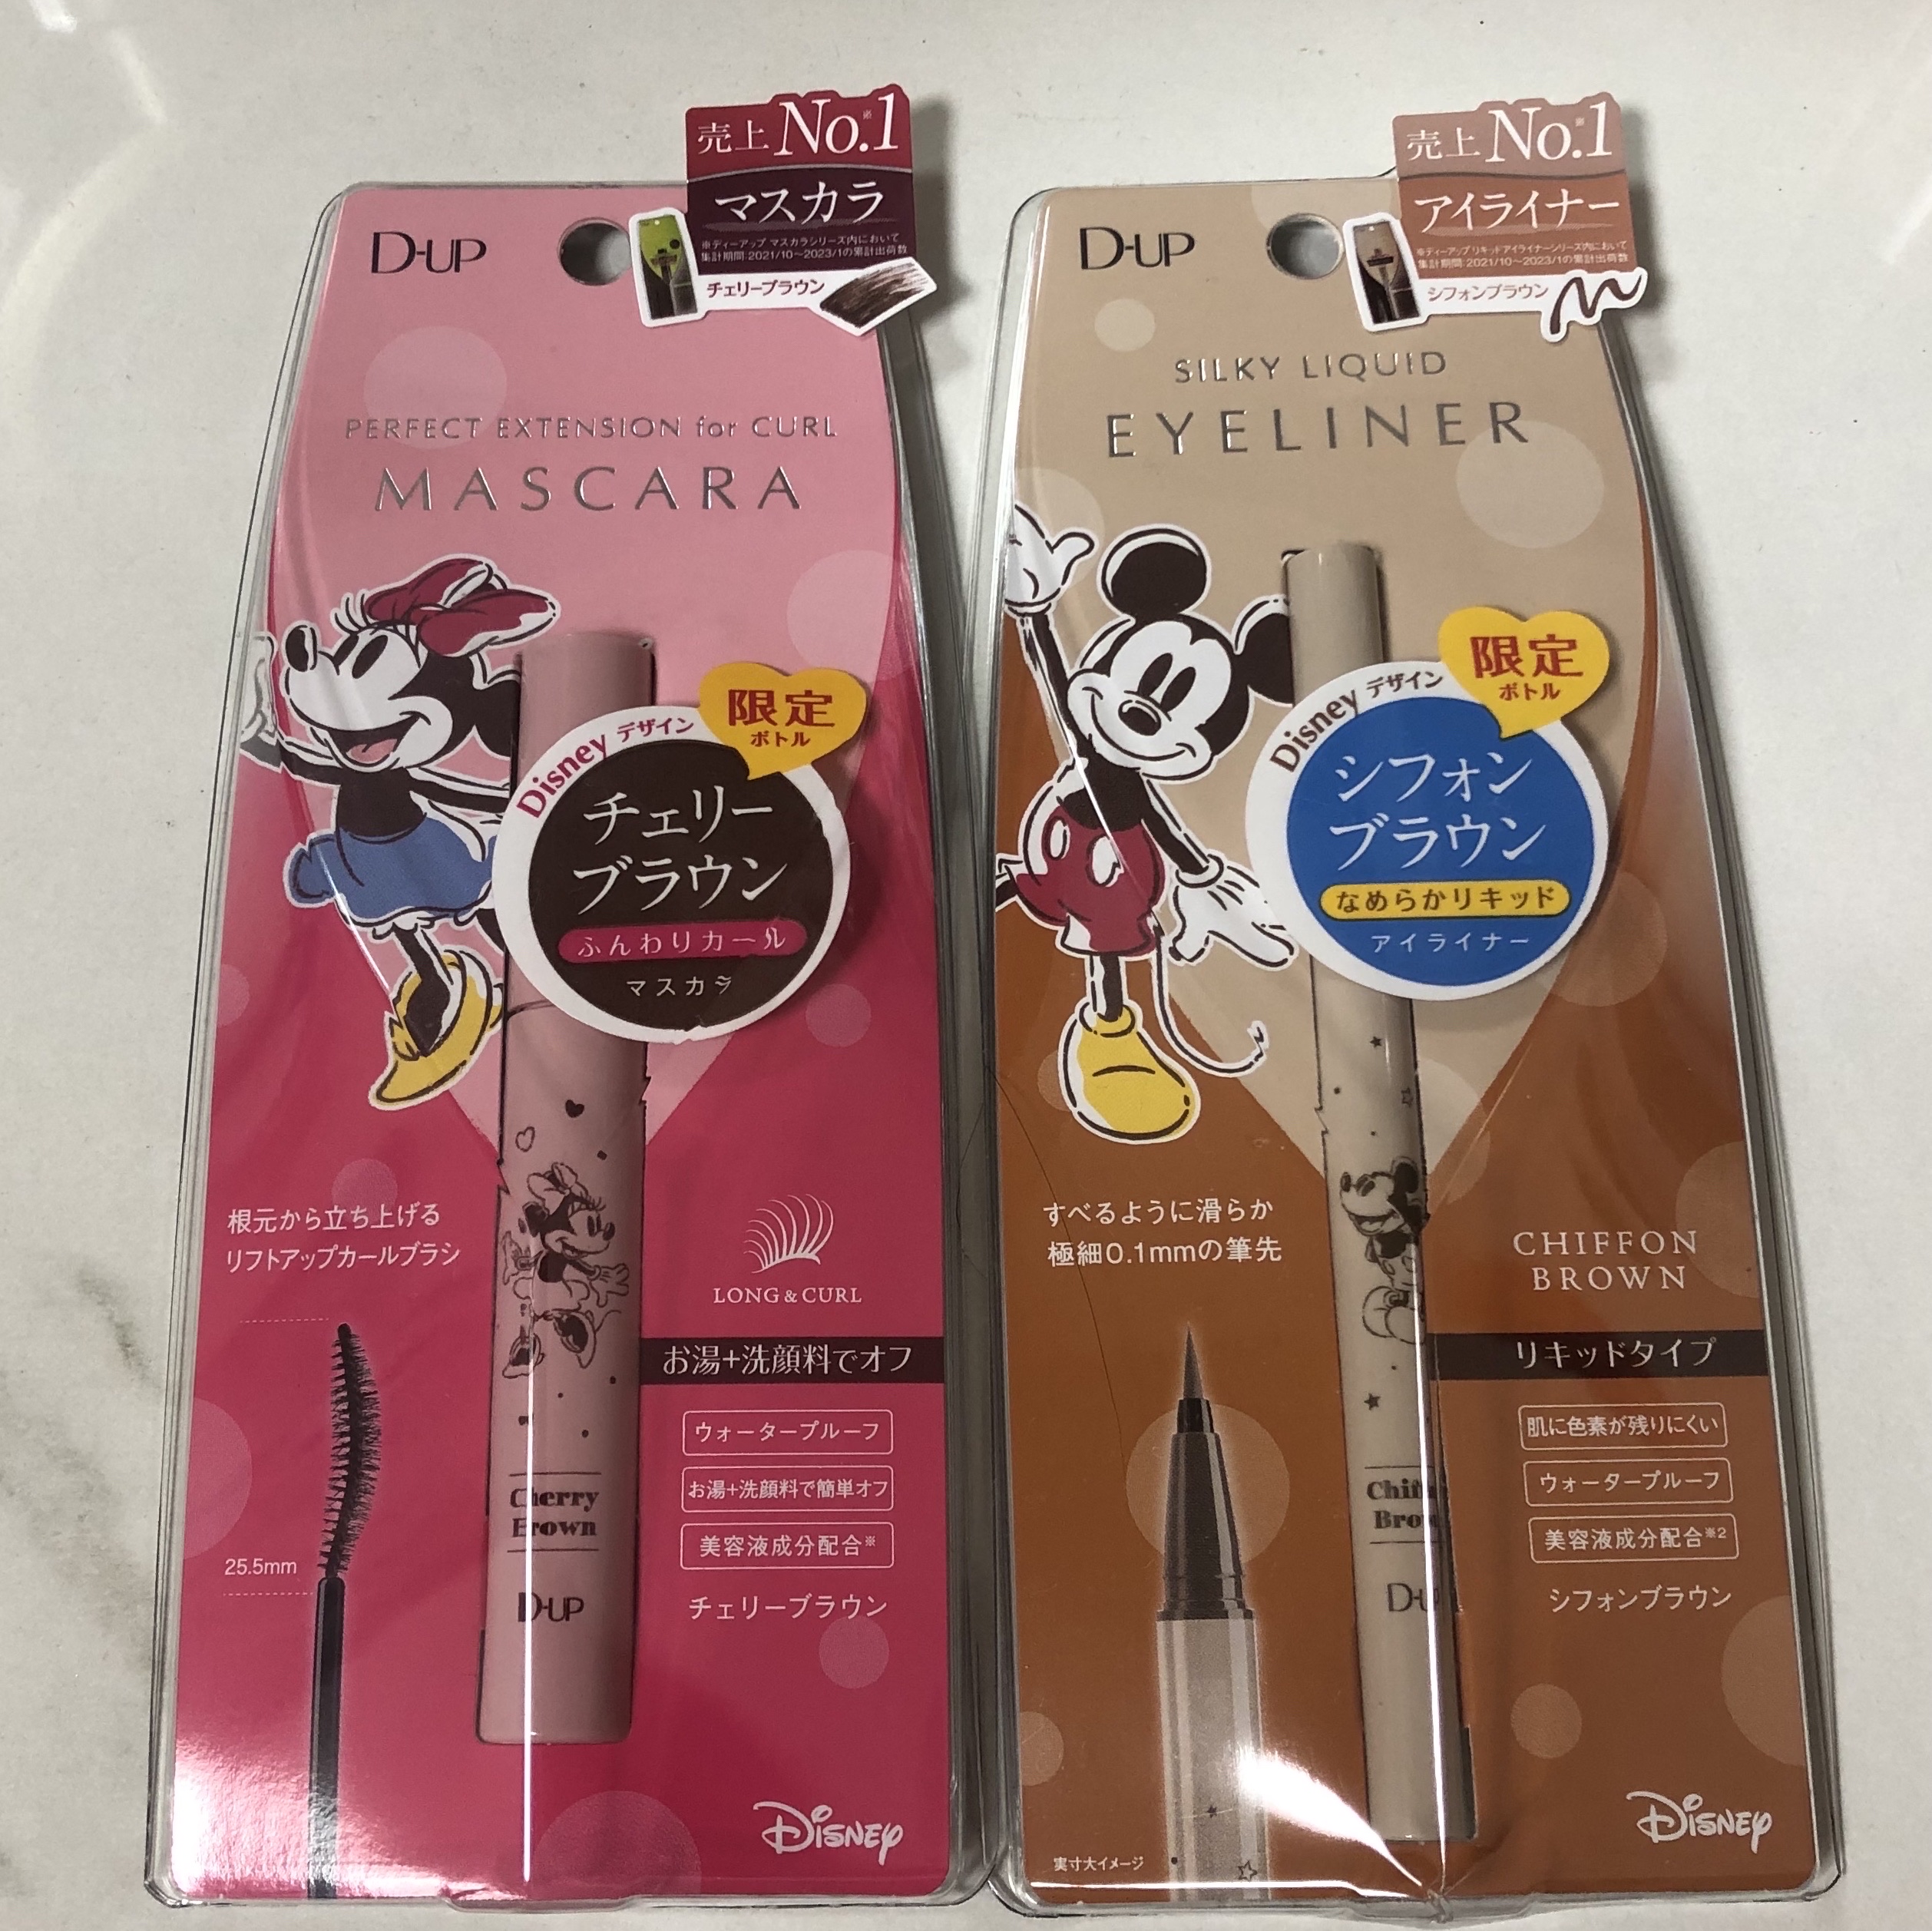 売上No.1※
マスカラ
※ディーアップ マスカラシリーズ内において
集計期間:2021/10〜2023/1の累計出荷数
チェリーブラウン
D-UP
PERFECT EXTENSION for CURL
MASCARA
限定
ボトル
Disney デザイン
チェリー
ブラウン
ふんわりカール
マスカラ
根元から立ち上げる
リフトアップカールブラシ
LONG & CURL
お湯+洗顔料でオフ
ウォータープルーフ
お湯+洗顔料で簡単オフ
美容液成分配合※
チェリーブラウン
25.5mm
Cherry
Brown
D-UP
Disney
売上No.1※
アイライナー
※ディーアップ リキッドアイライナーシリーズ内において
集計期間:2021/10〜2023/1の累計出荷数
シフォンブラウン
D-UP
SILKY LIQUID
EYELINER
限定
ボトル
Disney デザイン
シフォン
ブラウン
なめらかリキッド
アイライナー
すべるように滑らか
極細0.1mmの筆先
CHIFFON
BROWN
リキッドタイプ
肌に色素が残りにくい
ウォータープルーフ
美容液成分配合※2
シフォンブラウン
実寸大イメージ
Disney